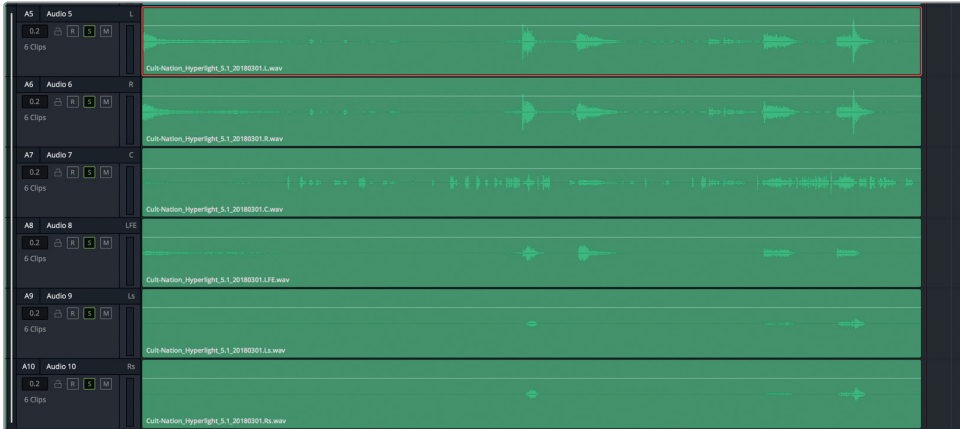 A5 Audio 5 L
0.2 R S M
6 Clips
Cult-Nation_Hyperlight_5.1_20180301.L.wav
A6 Audio 6 R
0.2 R S M
6 Clips
Cult-Nation_Hyperlight_5.1_20180301.R.wav
A7 Audio 7 C
0.2 R S M
6 Clips
Cult-Nation_Hyperlight_5.1_20180301.C.wav
A8 Audio 8 LFE
0.2 R S M
6 Clips
Cult-Nation_Hyperlight_5.1_20180301.LFE.wav
A9 Audio 9 Ls
0.2 R S M
6 Clips
Cult-Nation_Hyperlight_5.1_20180301.Ls.wav
A10 Audio 10 Rs
0.2 R S M
6 Clips
Cult-Nation_Hyperlight_5.1_20180301.Rs.wav